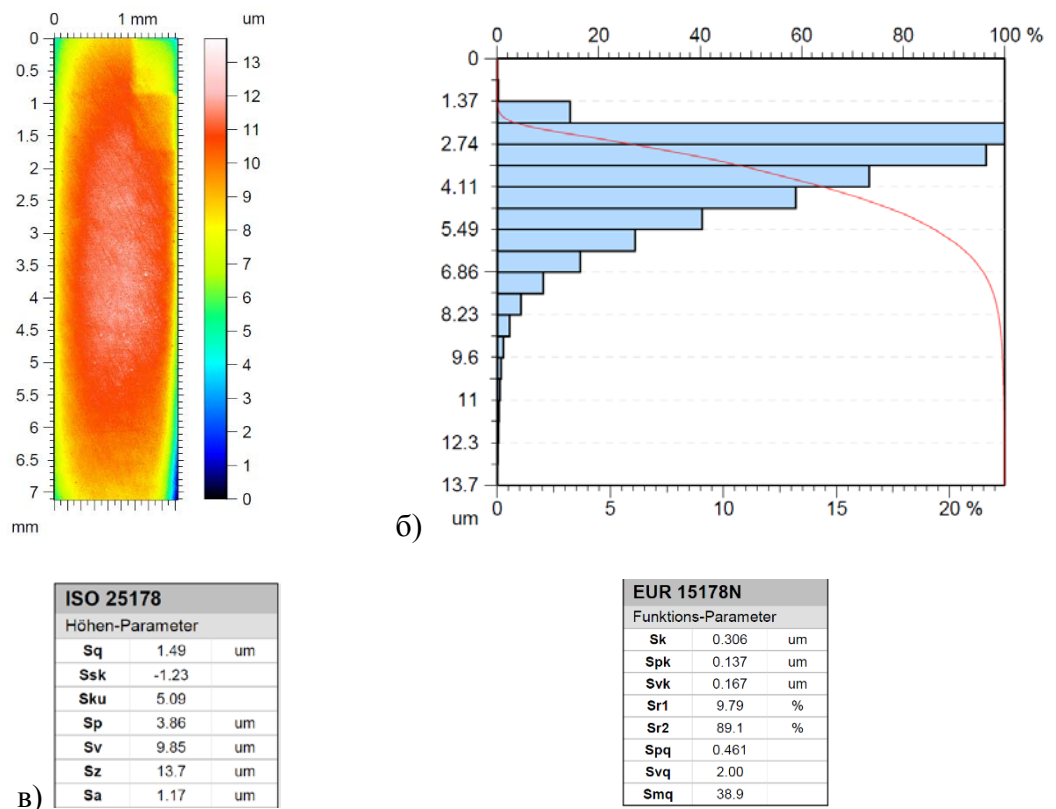 0 1 mm um
0
0.5
1
1.5
2
2.5
3
3.5
4
4.5
5
5.5
6
6.5
7
mm
13
12
11
10
9
8
7
6
5
4
3
2
1
0
0 20 40 60 80 100 %
0
1.37
2.74
4.11
5.49
6.86
8.23
9.6
11
12.3
13.7
um
0 5 10 15 20 %
б)
ISO 25178
Höhen-Parameter
Sq 1.49 um
Ssk -1.23
Sku 5.09
Sp 3.86 um
Sv 9.85 um
Sz 13.7 um
Sa 1.17 um
в)
EUR 15178N
Funktions-Parameter
Sk 0.306 um
Spk 0.137 um
Svk 0.167 um
Sr1 9.79 %
Sr2 89.1 %
Spq 0.461
Svq 2.00
Smq 38.9